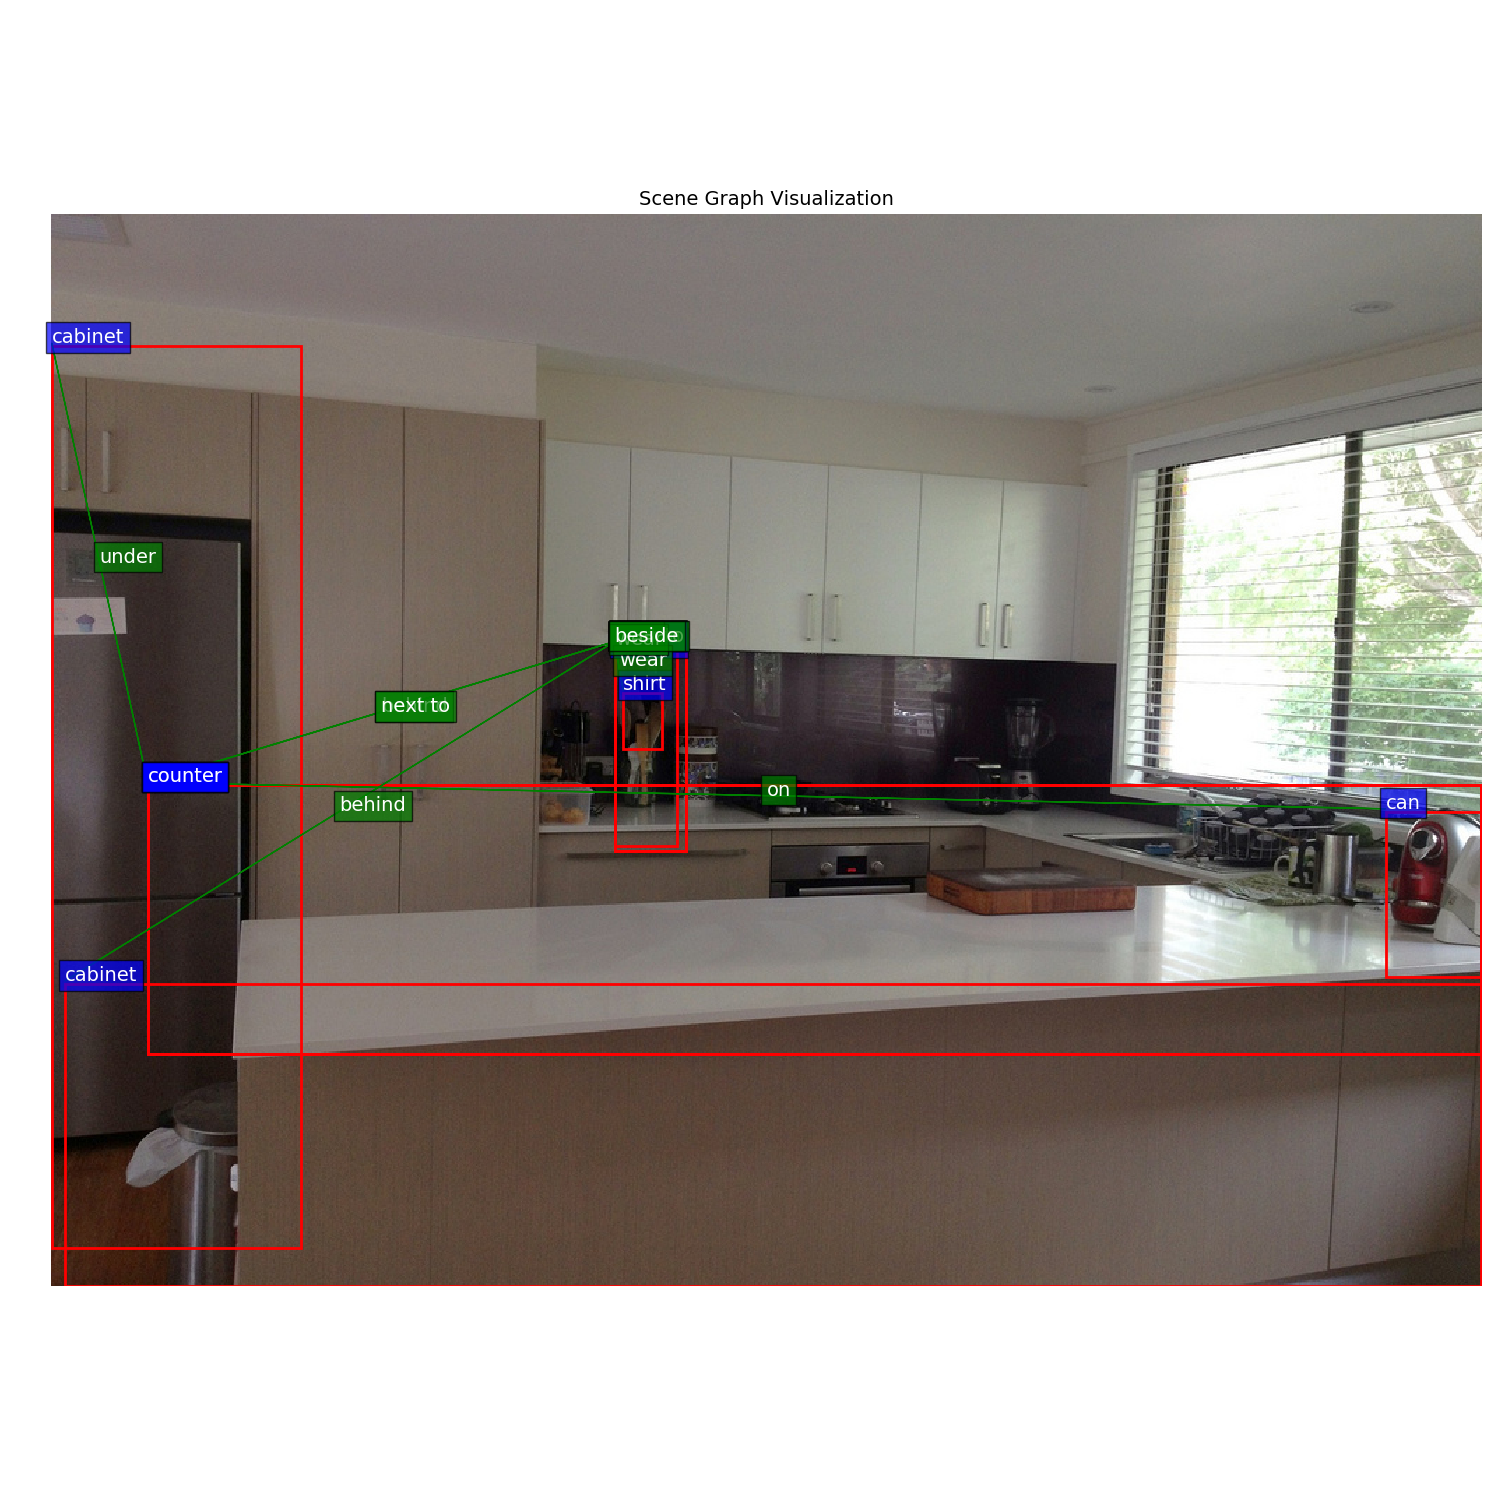 Scene Graph Visualization
cabinet
under
beside
wear
shirt
next to
counter
on
can
behind
cabinet